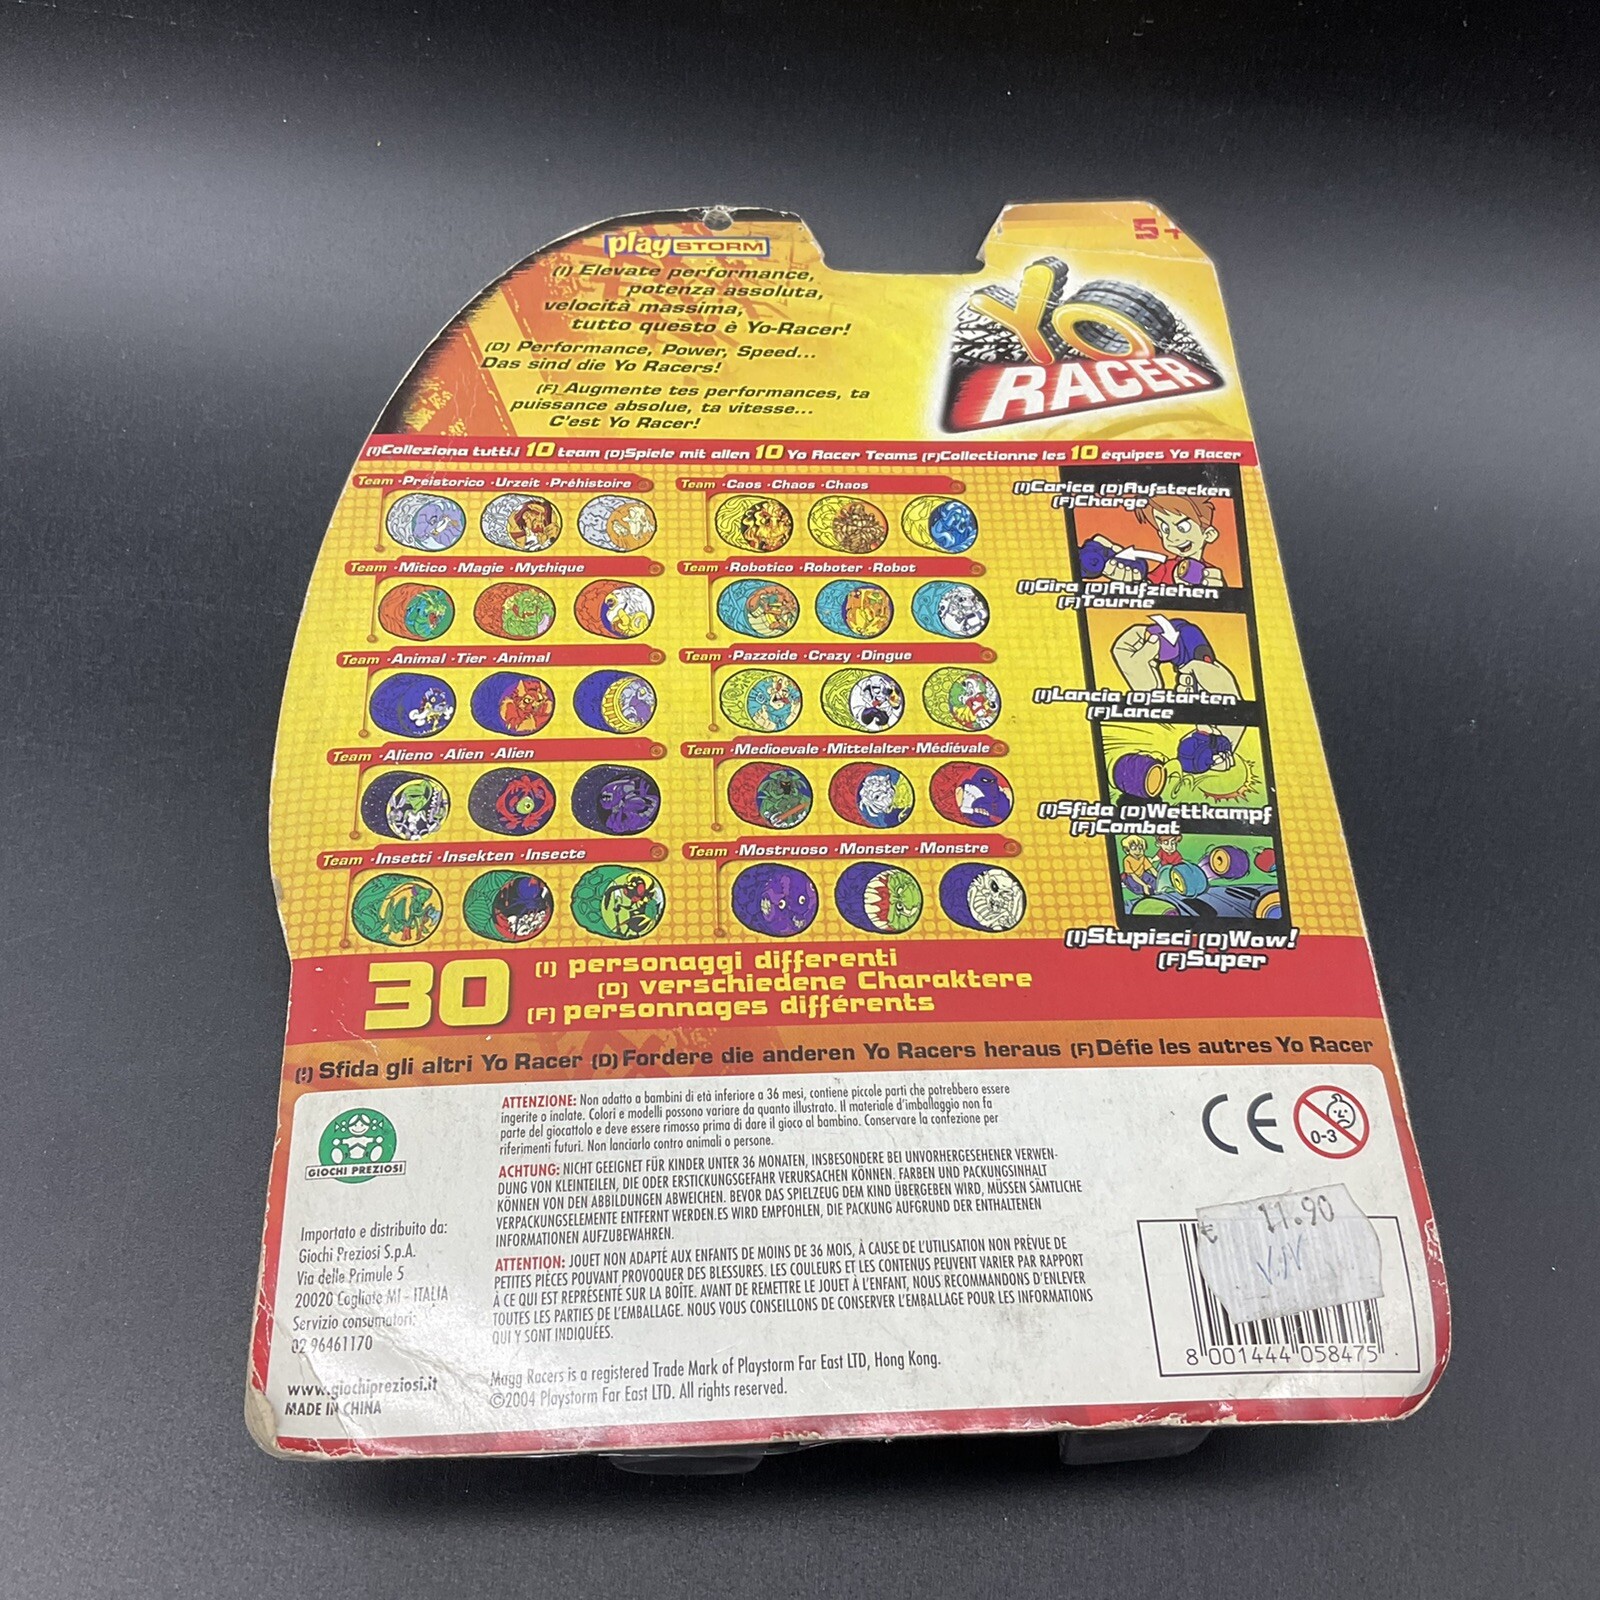 play STORM
5+
(I) Elevate performance,
potenza assoluta,
velocità massima,
tutto questo è Yo-Racer!
(D) Performance, Power, Speed...
Das sind die Yo Racers!
(F) Augmente tes performances, ta
puissance absolue, ta vitesse...
C'est Yo Racer!
YO
RACER
(I)Colleziona tutti i 10 team (D)Spiele mit allen 10 Yo Racer Teams (F)Collectionne les 10 équipes Yo Racer
Team ·Preistorico ·Urzeit ·Préhistoire
Team ·Caos ·Chaos ·Chaos
Team ·Mitico ·Magie ·Mythique
Team ·Robotico ·Roboter ·Robot
Team ·Animal ·Tier ·Animal
Team ·Pazzoide ·Crazy ·Dingue
Team ·Alieno ·Alien ·Alien
Team ·Medioevale ·Mittelalter ·Médiévale
Team ·Insetti ·Insekten ·Insecte
Team ·Mostruoso ·Monster ·Monstre
(I)Carica (D)Aufstecken
(F)Charge
(I)Gira (D)Aufziehen
(F)Tourne
(I)Lancia (D)Starten
(F)Lance
(I)Sfida (D)Wettkampf
(F)Combat
(I)Stupisci (D)Wow!
(F)Super
30
(I) personaggi differenti
(D) verschiedene Charaktere
(F) personnages différents
(I) Sfida gli altri Yo Racer (D) Fordere die anderen Yo Racers heraus (F) Défie les autres Yo Racer
GIOCHI PREZIOSI
Importato e distribuito da:
Giochi Preziosi S.p.A.
Via delle Primule 5
20020 Cogliate MI - ITALIA
Servizio consumatori:
02 96461170
www.giochipreziosi.it
MADE IN CHINA
ATTENZIONE: Non adatto a bambini di età inferiore a 36 mesi, contiene piccole parti che potrebbero essere
ingerite o inalate. Colori e modelli possono variare da quanto illustrato. Il materiale d'imballaggio non fa
parte del giocattolo e deve essere rimosso prima di dare il gioco al bambino. Conservare la confezione per
riferimenti futuri. Non lanciarlo contro animali o persone.
ACHTUNG: NICHT GEEIGNET FÜR KINDER UNTER 36 MONATEN, INSBESONDERE BEI UNVORHERGESEHENER VERWEN-
DUNG VON KLEINTEILEN, DIE ODER ERSTICKUNGSGEFAHR VERURSACHEN KÖNNEN. FARBEN UND PACKUNGSINHALT
KÖNNEN VON DEN ABBILDUNGEN ABWEICHEN. BEVOR DAS SPIELZEUG DEM KIND ÜBERGEBEN WIRD, MÜSSEN SÄMTLICHE
VERPACKUNGSELEMENTE ENTFERNT WERDEN.ES WIRD EMPFOHLEN, DIE PACKUNG AUFGRUND DER ENTHALTENEN
INFORMATIONEN AUFZUBEWAHREN.
ATTENTION: JOUET NON ADAPTÉ AUX ENFANTS DE MOINS DE 36 MOIS, À CAUSE DE L'UTILISATION NON PRÉVUE DE
PETITES PIÈCES POUVANT PROVOQUER DES BLESSURES. LES COULEURS ET LES CONTENUS PEUVENT VARIER PAR RAPPORT
À CE QUI EST REPRÉSENTÉ SUR LA BOÎTE. AVANT DE REMETTRE LE JOUET À L'ENFANT, NOUS RECOMMANDONS D'ENLEVER
TOUTES LES PARTIES DE L'EMBALLAGE. NOUS VOUS CONSEILLONS DE CONSERVER L'EMBALLAGE POUR LES INFORMATIONS
QUI Y SONT INDIQUÉES.
Magg Racers is a registered Trade Mark of Playstorm Far East LTD, Hong Kong.
©2004 Playstorm Far East LTD. All rights reserved.
CE
0-3
€ 11.90
8 001444 058475